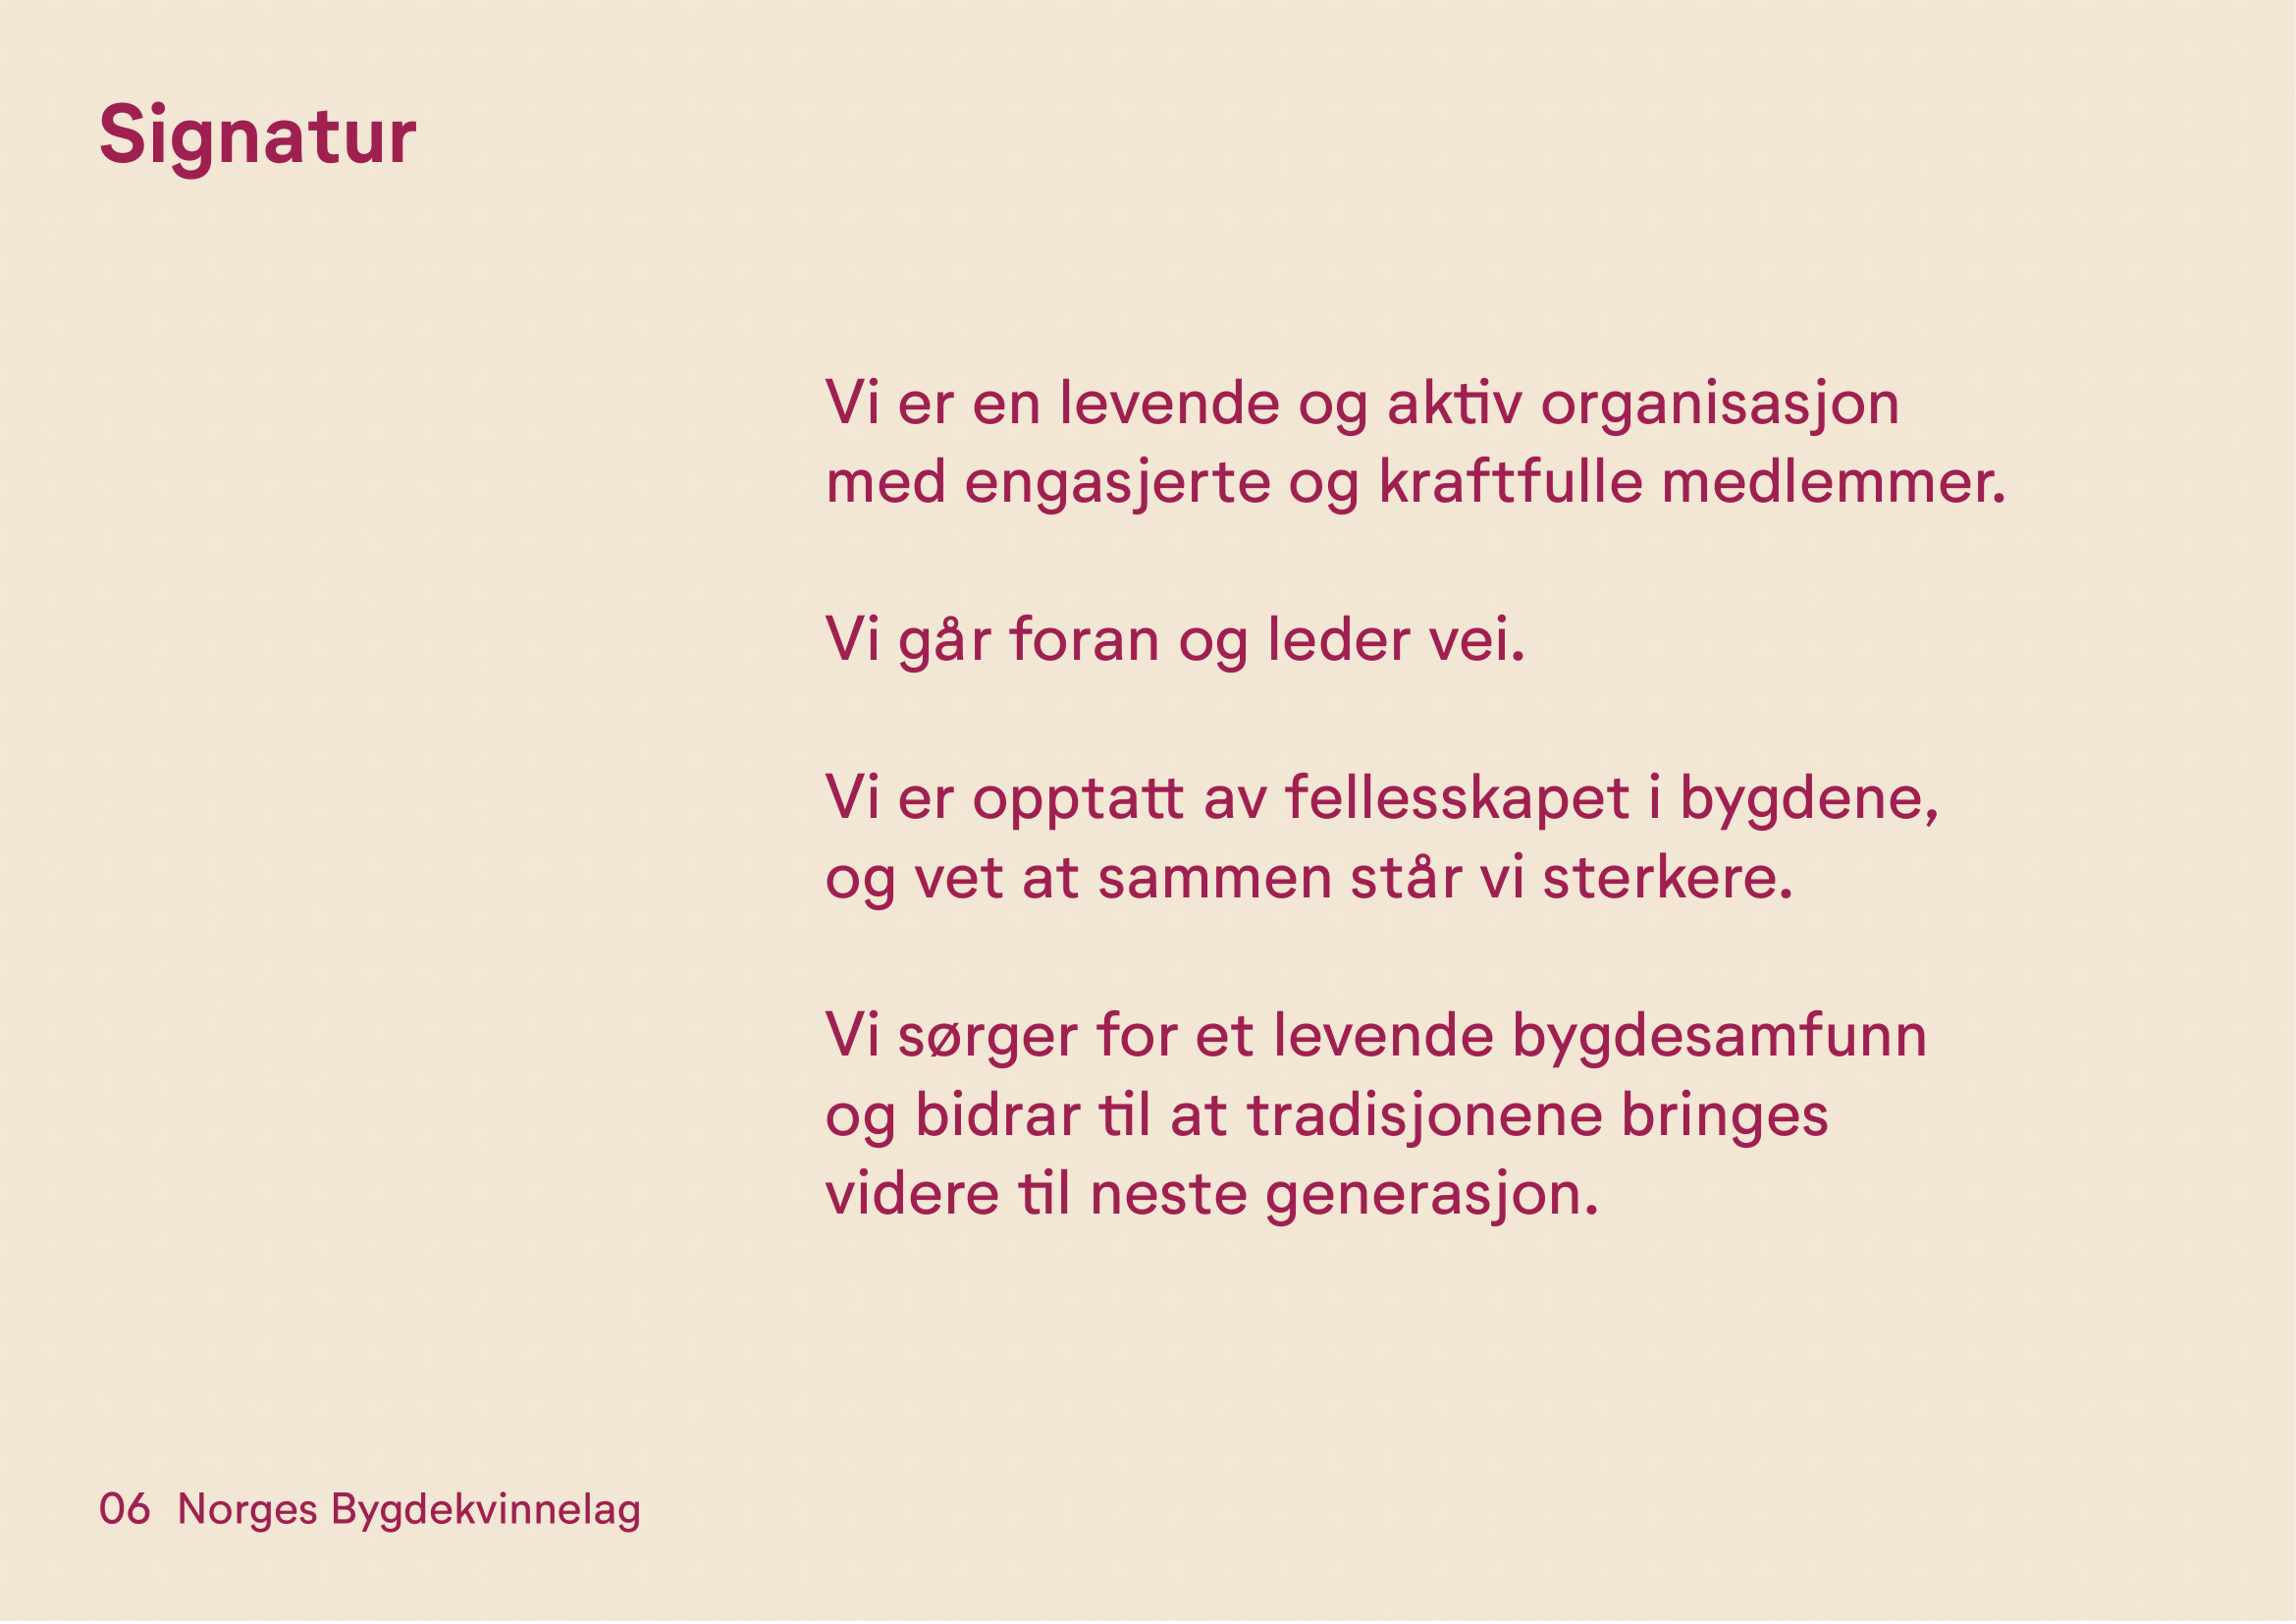 Signatur
Vi er en levende og aktiv organisasjon
med engasjerte og kraftfulle medlemmer.
Vi går foran og leder vei.
Vi er opptatt av fellesskapet i bygdene,
og vet at sammen står vi sterkere.
Vi sørger for et levende bygdesamfunn
og bidrar til at tradisjonene bringes
videre til neste generasjon.
06 Norges Bygdekvinnelag